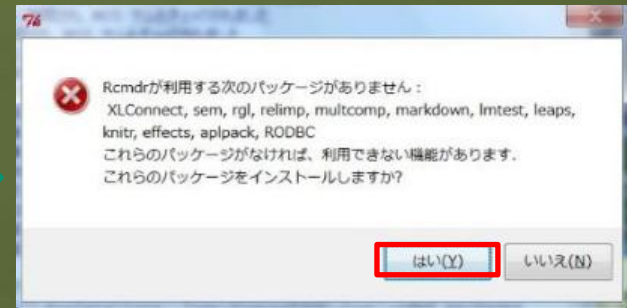 Rcmdrが利用する次のパッケージがありません：
XLConnect, sem, rgl, relimp, multcomp, markdown, lmtest, leaps,
knitr, effects, aplpack, RODBC
これらのパッケージがなければ、利用できない機能があります.
これらのパッケージをインストールしますか?
はい(Y) いいえ(N)